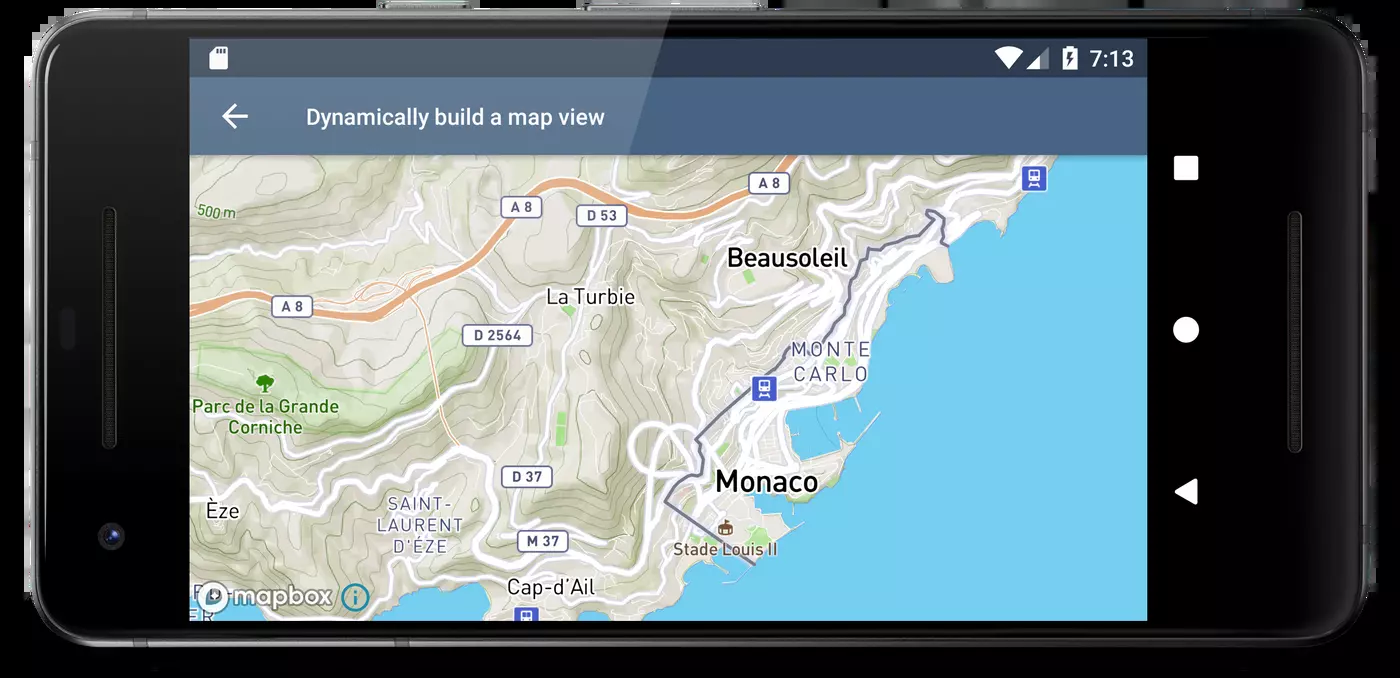 7:13
Dynamically build a map view
A 8
500 m
A 8
D 53
Beausoleil
La Turbie
A 8
D 2564
MONTE
CARLO
Parc de la Grande
Corniche
D 37
Monaco
Èze
SAINT-
LAURENT
D'ÈZE
M 37
Stade Louis II
Cap-d'Ail
mapbox